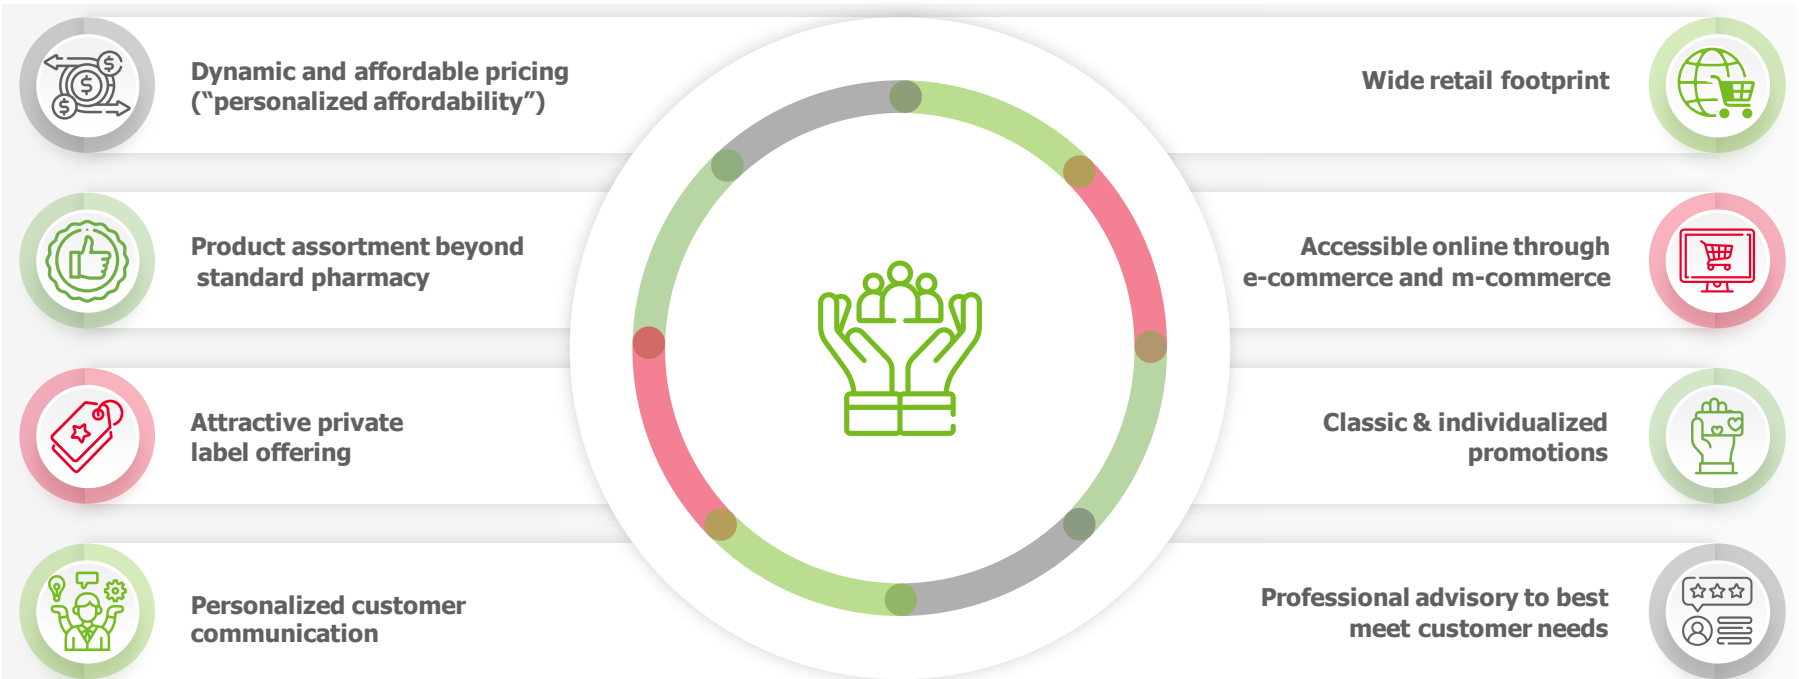 Dynamic and affordable pricing
(“personalized affordability”)
Product assortment beyond
standard pharmacy
Attractive private
label offering
Personalized customer
communication
Wide retail footprint
Accessible online through
e-commerce and m-commerce
Classic & individualized
promotions
Professional advisory to best
meet customer needs